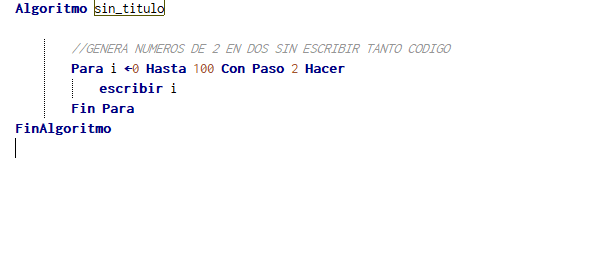 Algoritmo sin_titulo
//GENERA NUMEROS DE 2 EN DOS SIN ESCRIBIR TANTO CODIGO
Para i ←0 Hasta 100 Con Paso 2 Hacer
escribir i
Fin Para
FinAlgoritmo